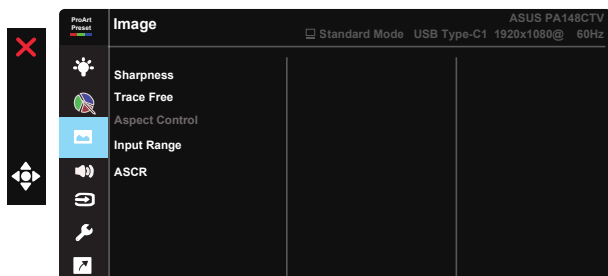 ProArt
Preset
Image
ASUS PA148CTV
Standard Mode USB Type-C1 1920x1080@ 60Hz
Sharpness
Trace Free
Aspect Control
Input Range
ASCR